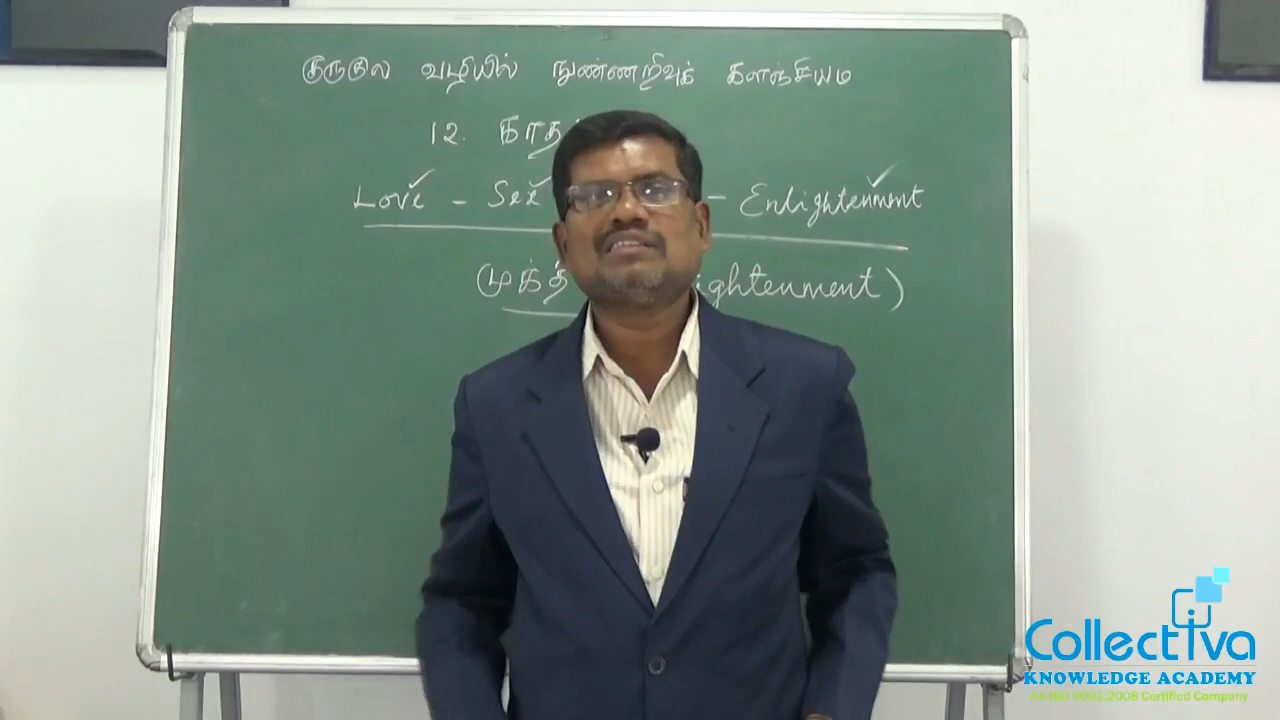 குருகுல வழியில் நுண்ணறிவுக் களஞ்சியம்
12. காத
Love - Sex - Enlightenment
முக்தி ightenment)
CollectIva
KNOWLEDGE ACADEMY
An ISO 9001:2008 Certified Company